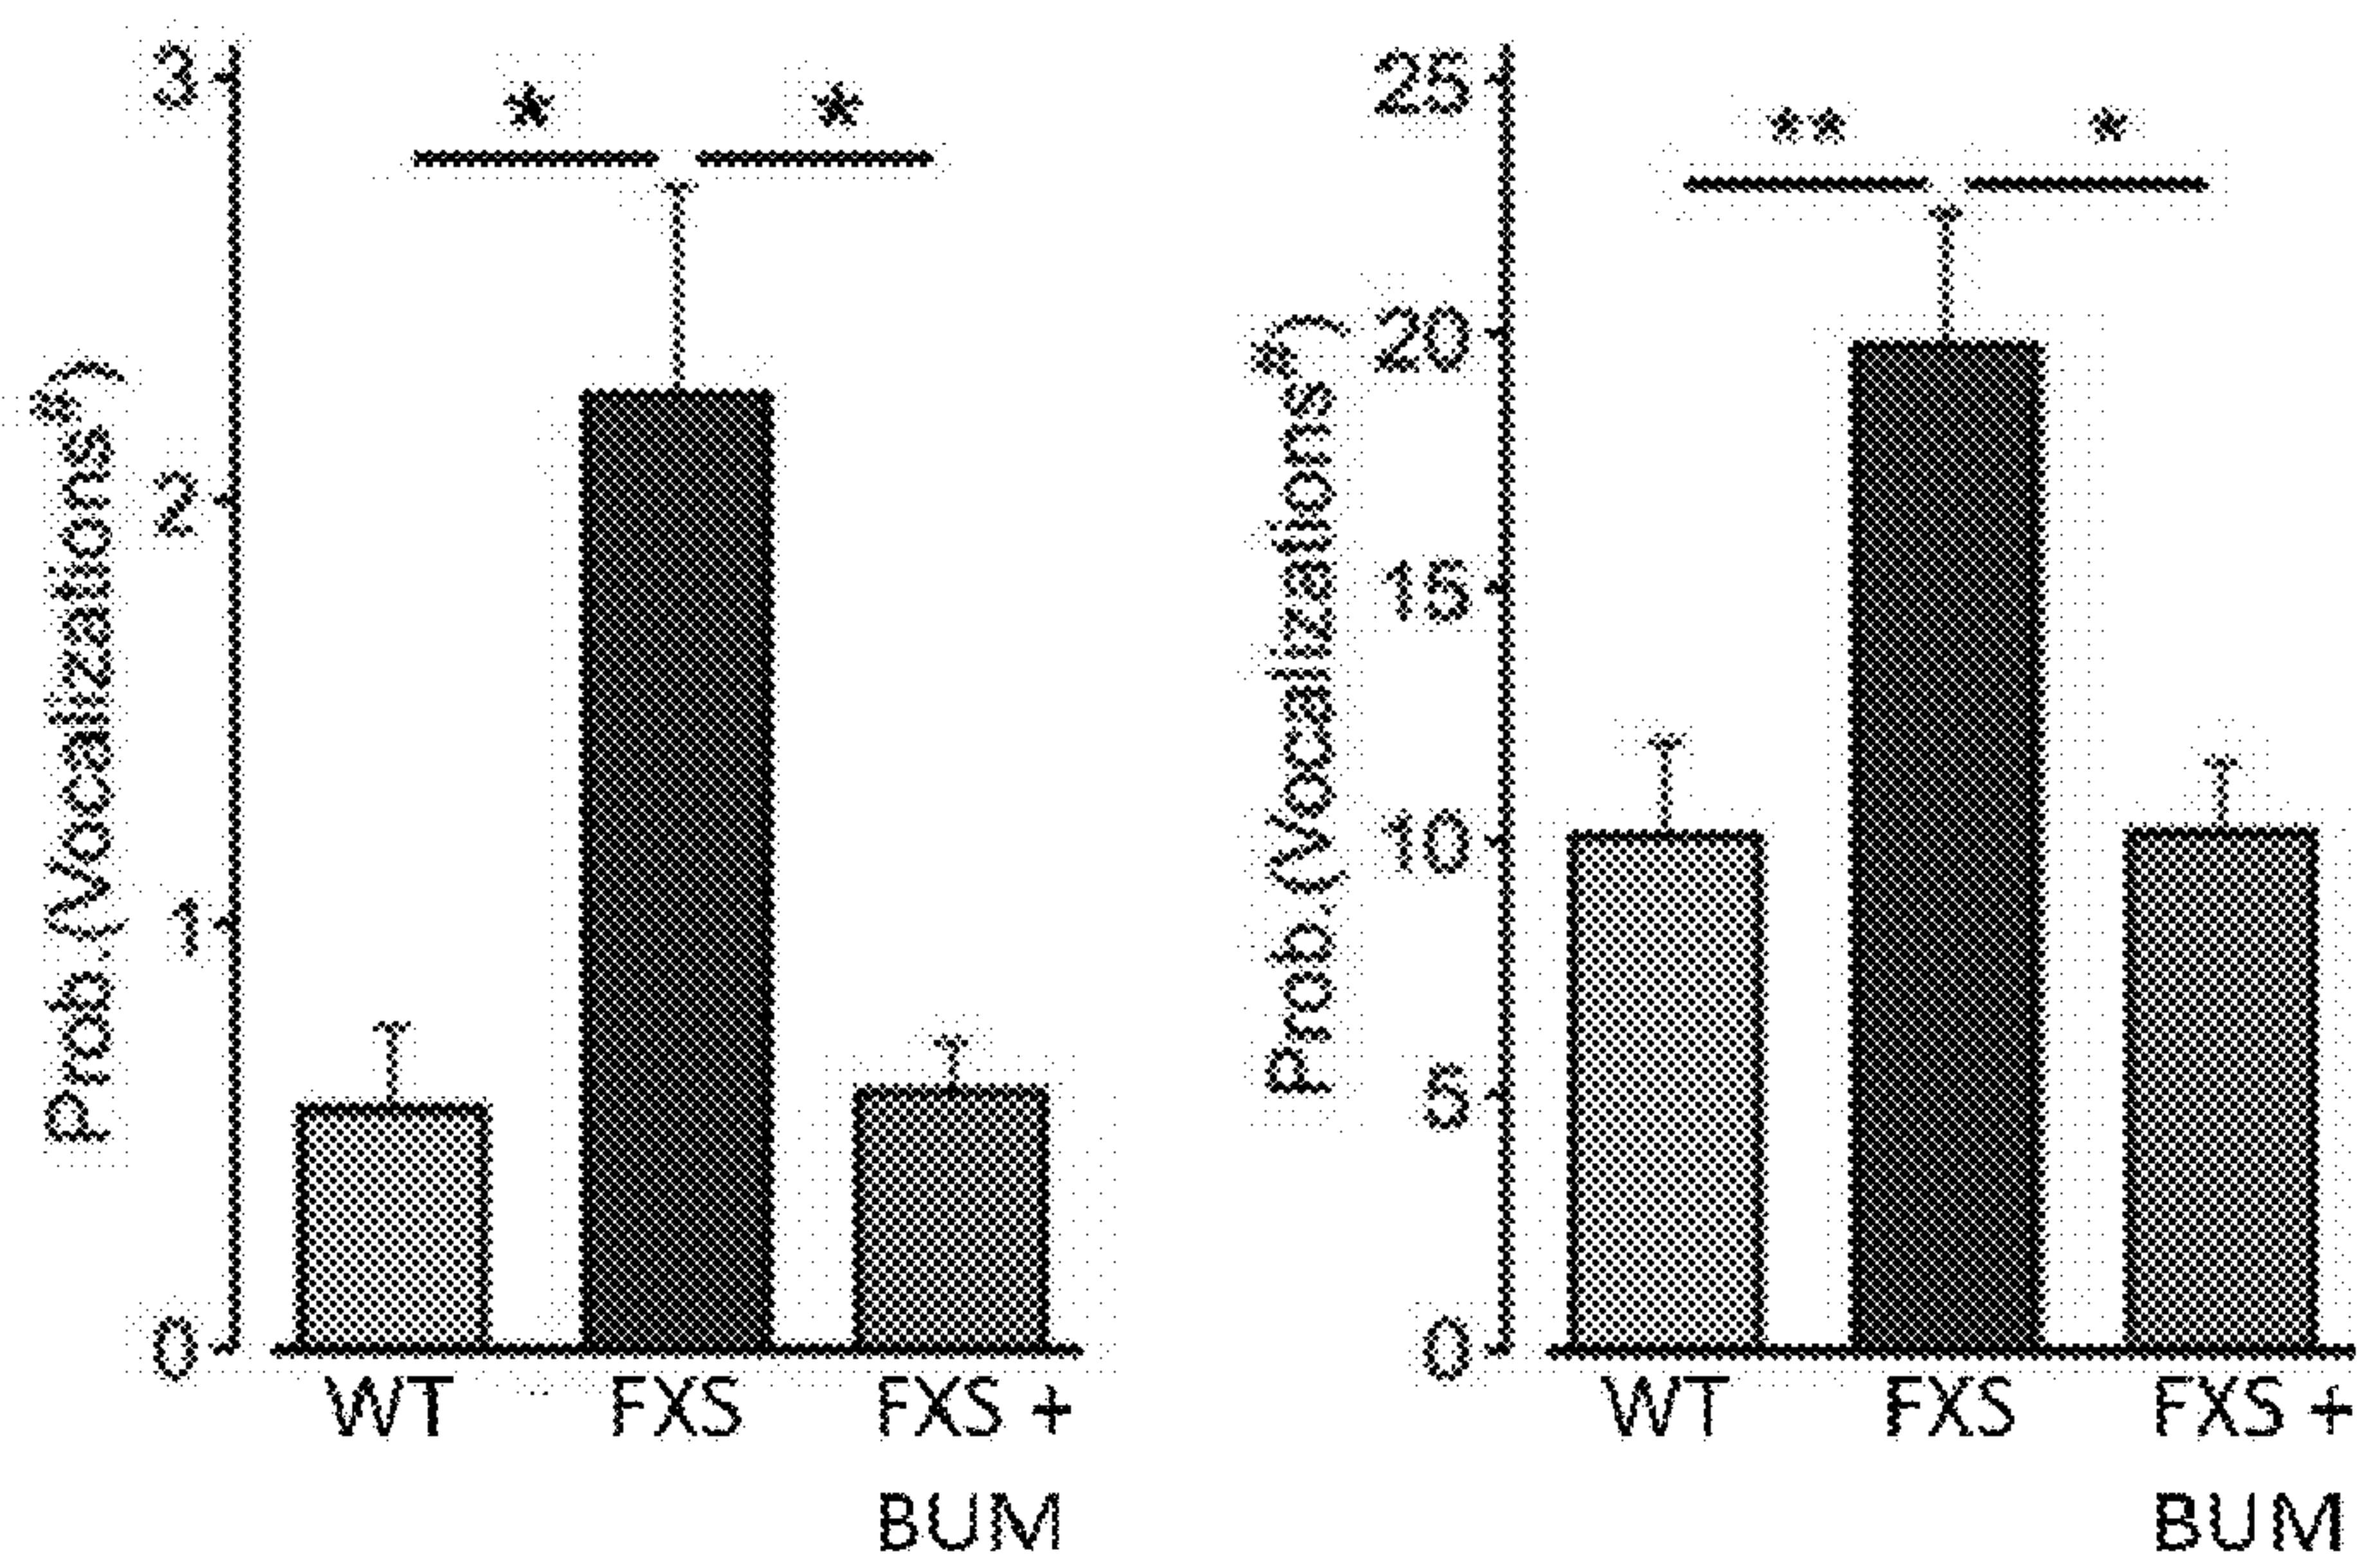 Prob.(Vocalizations#)
3
2
1
0
* *
WT FXS FXS +
BUM
Prob.(Vocalizations#)
25
20
15
10
5
0
** *
WT FXS FXS +
BUM